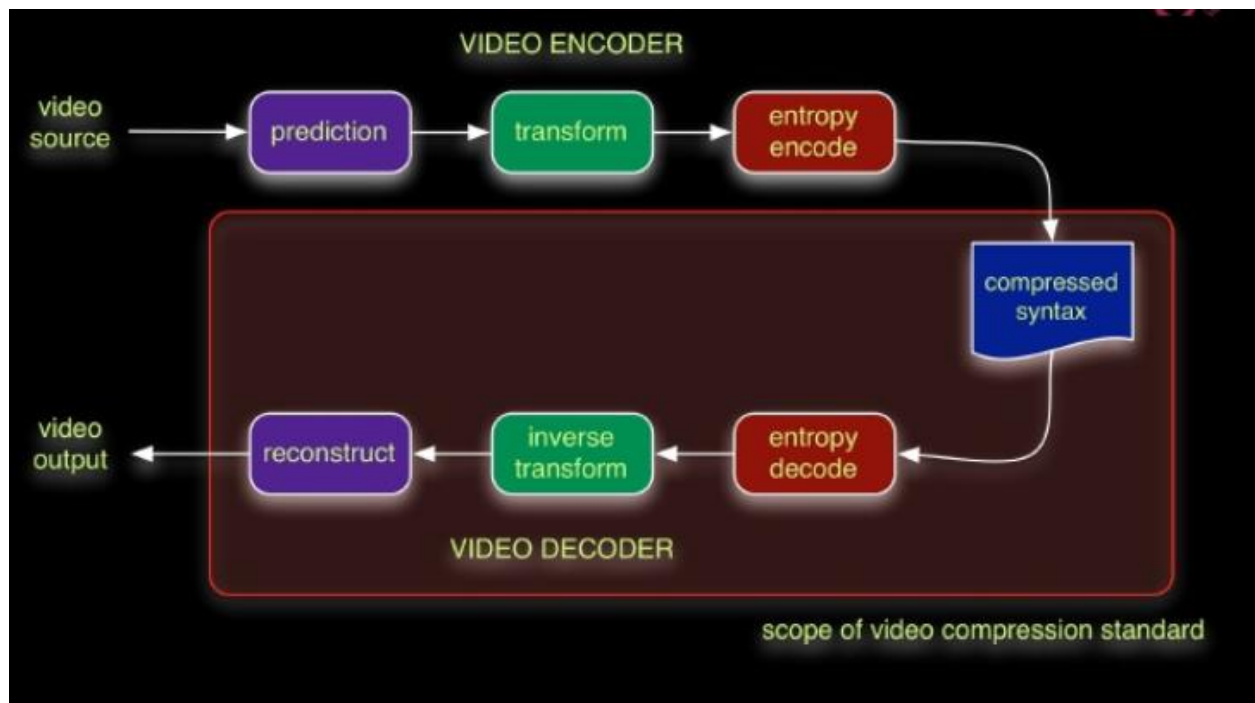 VIDEO ENCODER
video
source
prediction
transform
entropy
encode
compressed
syntax
video
output
reconstruct
inverse
transform
entropy
decode
VIDEO DECODER
scope of video compression standard